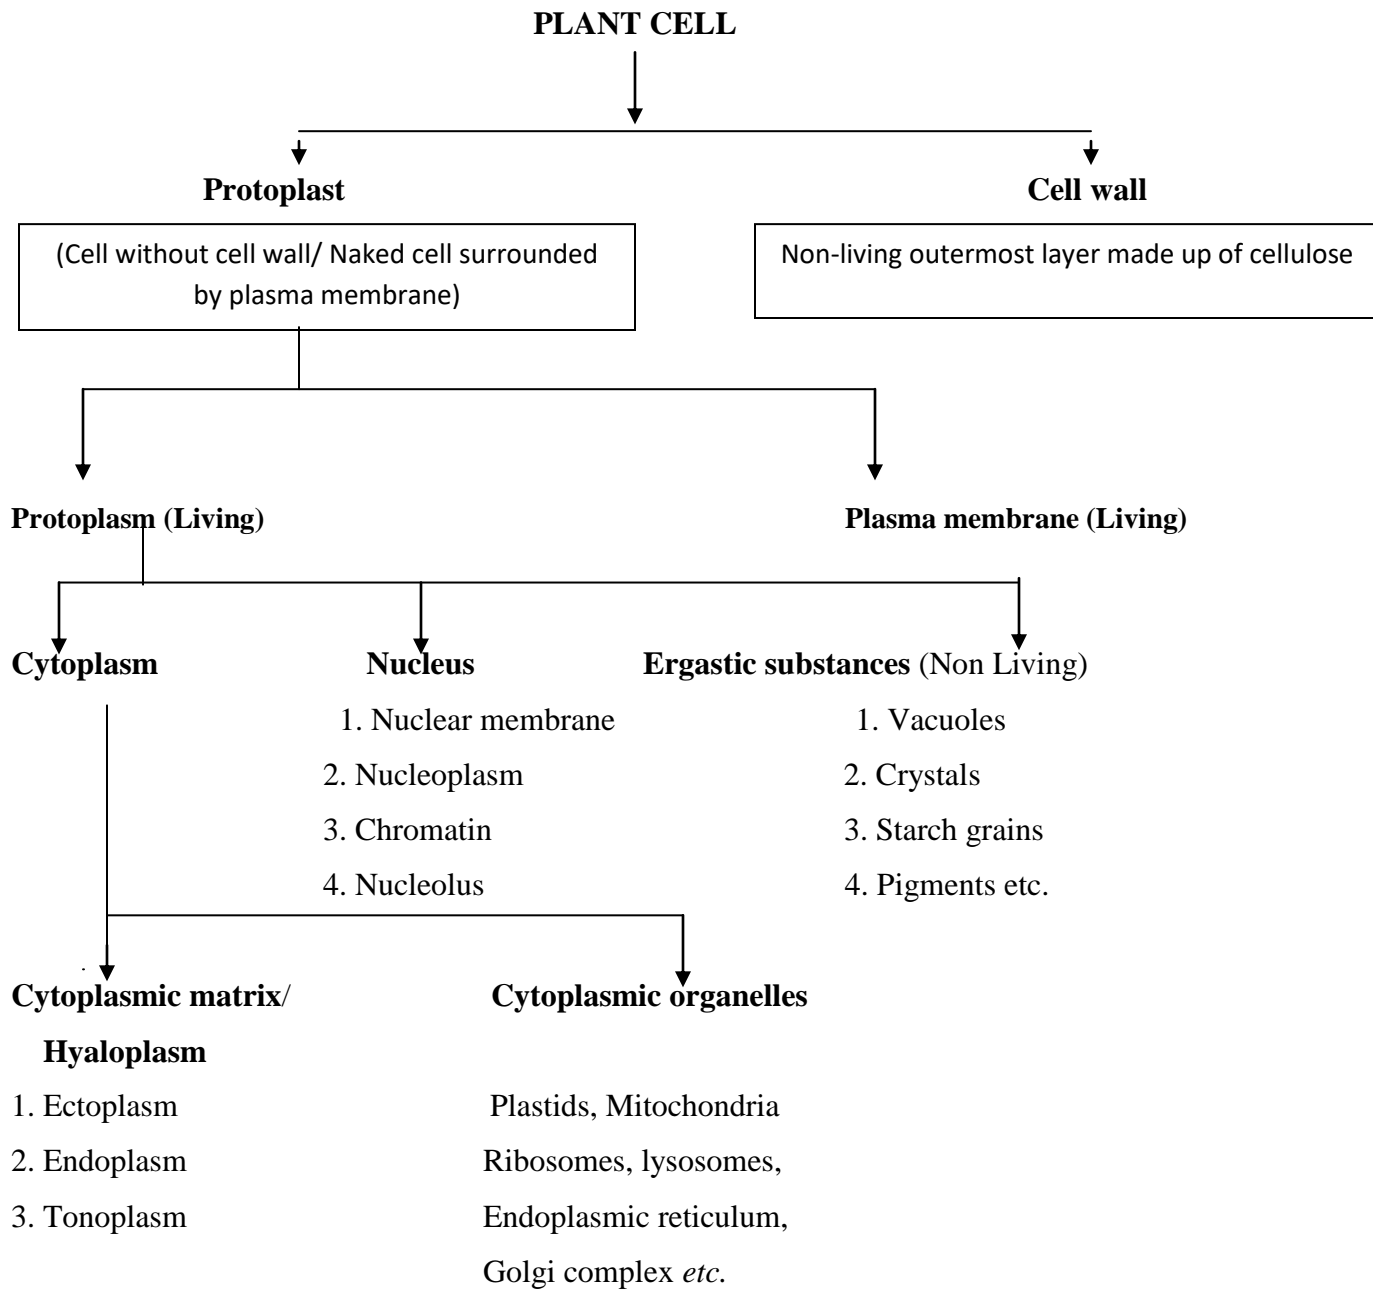 PLANT CELL
Protoplast
Cell wall
(Cell without cell wall/ Naked cell surrounded
by plasma membrane)
Non-living outermost layer made up of cellulose
Protoplasm (Living)
Plasma membrane (Living)
Cytoplasm
Nucleus
Ergastic substances (Non Living)
1. Nuclear membrane
1. Vacuoles
2. Nucleoplasm
2. Crystals
3. Chromatin
3. Starch grains
4. Nucleolus
4. Pigments etc.
Cytoplasmic matrix/
Hyaloplasm
Cytoplasmic organelles
1. Ectoplasm
Plastids, Mitochondria
2. Endoplasm
Ribosomes, lysosomes,
3. Tonoplasm
Endoplasmic reticulum,
Golgi complex etc.